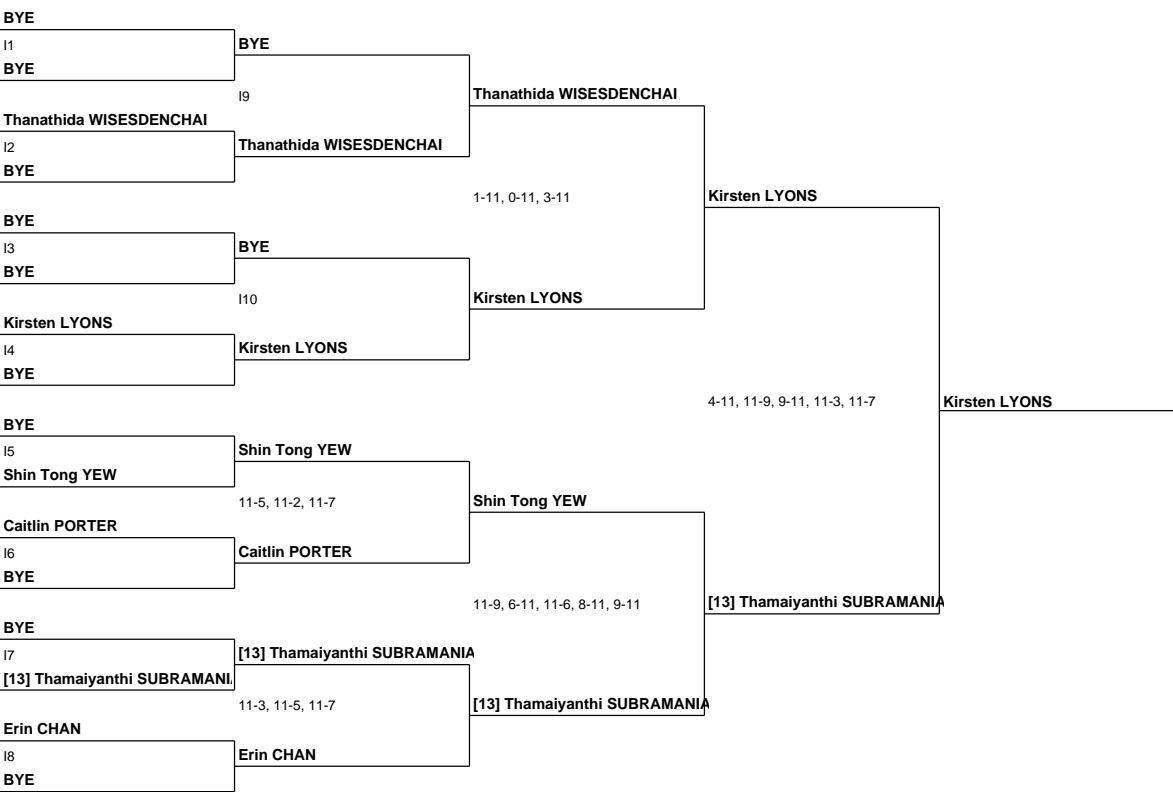 BYE
I1
BYE
BYE
I9
Thanathida WISESDENCHAI
Thanathida WISESDENCHAI
I2
Thanathida WISESDENCHAI
BYE
1-11, 0-11, 3-11
Kirsten LYONS
BYE
I3
BYE
BYE
I10
Kirsten LYONS
Kirsten LYONS
I4
Kirsten LYONS
BYE
4-11, 11-9, 9-11, 11-3, 11-7
Kirsten LYONS
BYE
I5
Shin Tong YEW
Shin Tong YEW
11-5, 11-2, 11-7
Shin Tong YEW
Caitlin PORTER
I6
Caitlin PORTER
BYE
11-9, 6-11, 11-6, 8-11, 9-11
[13] Thamaiyanthi SUBRAMANIA
BYE
I7
[13] Thamaiyanthi SUBRAMANIA
[13] Thamaiyanthi SUBRAMANI
11-3, 11-5, 11-7
[13] Thamaiyanthi SUBRAMANIA
Erin CHAN
I8
Erin CHAN
BYE